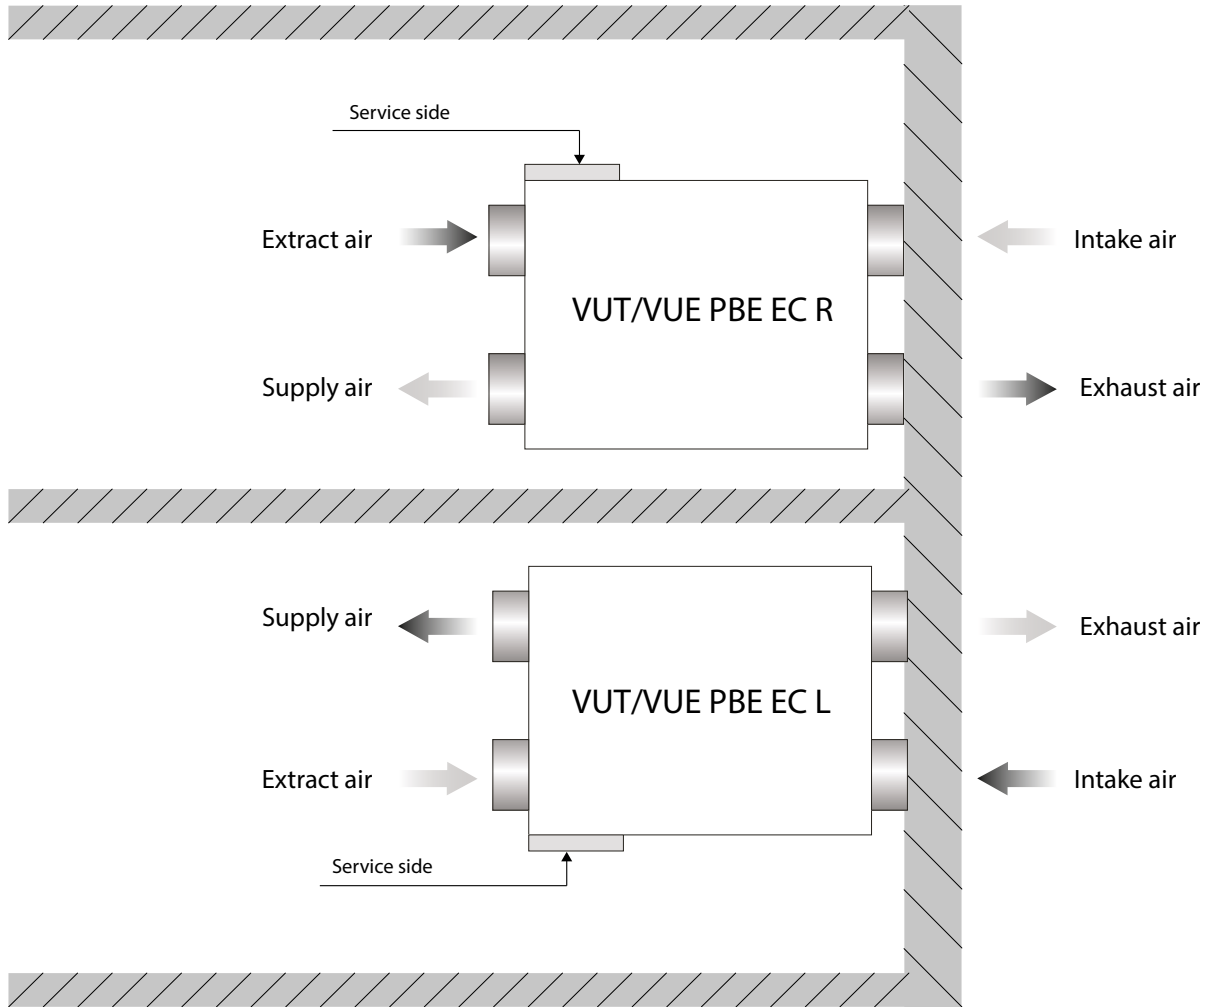 Service side
Extract air
Intake air
VUT/VUE PBE EC R
Supply air
Exhaust air
Supply air
Exhaust air
VUT/VUE PBE EC L
Extract air
Intake air
Service side